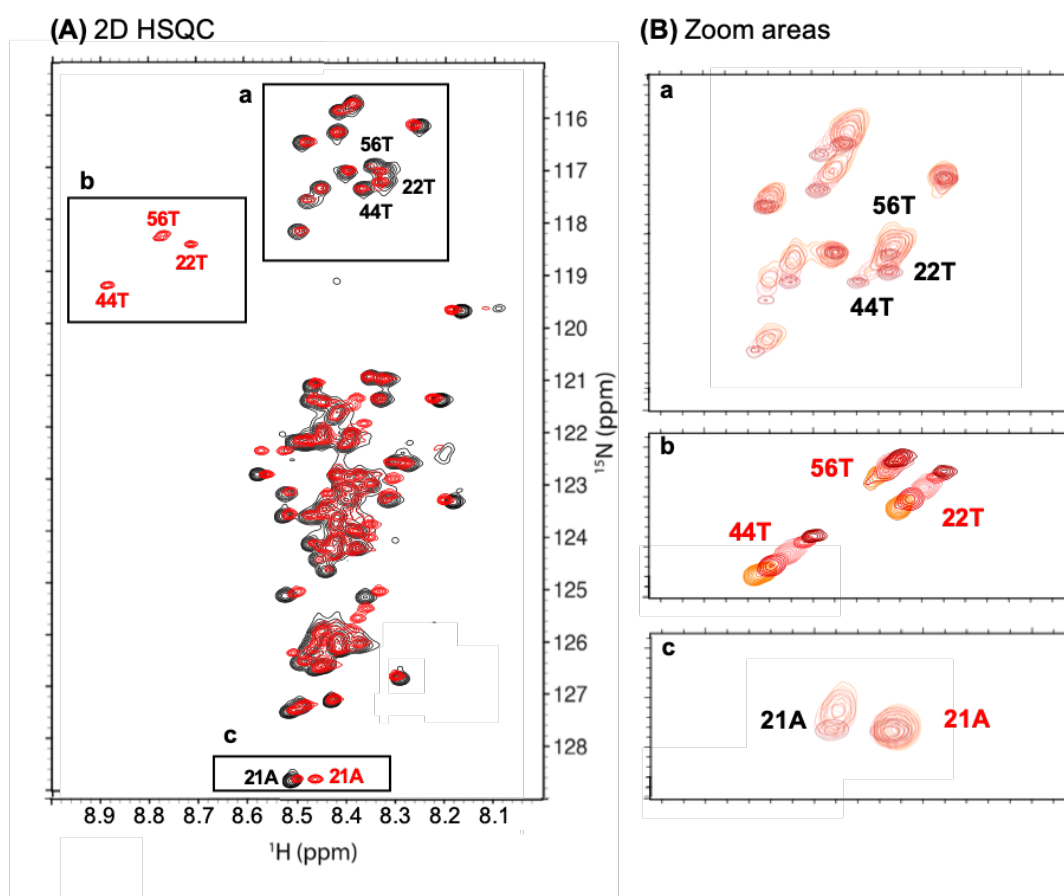 (A) 2D HSQC
a
56T
22T
44T
b
56T
22T
44T
116
117
118
119
120
121
122
123
124
125
126
127
128
¹⁵N (ppm)
c
21A
21A
8.9 8.8 8.7 8.6 8.5 8.4 8.3 8.2 8.1
¹H (ppm)
(B) Zoom areas
a
56T
22T
44T
b
56T
22T
44T
c
21A
21A